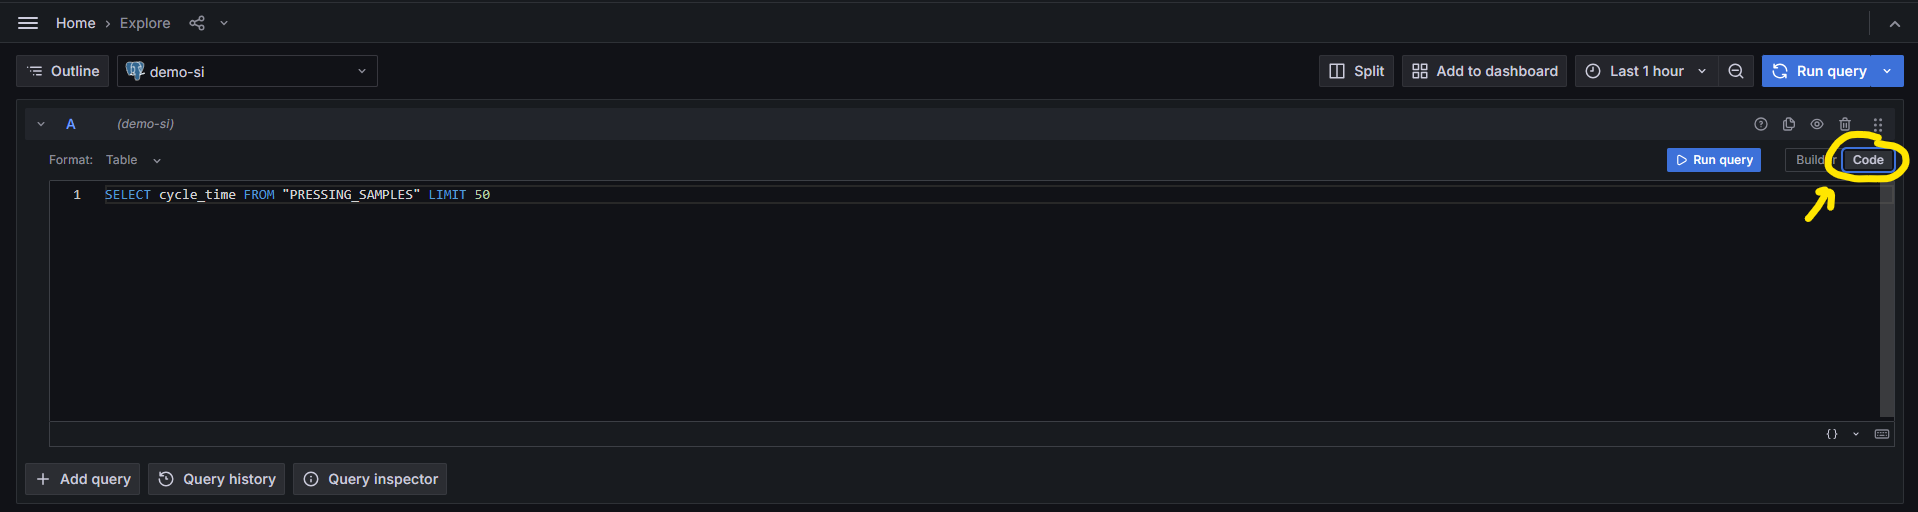 Home › Explore
Outline demo-si Split Add to dashboard Last 1 hour Run query
A (demo-si)
Format: Table Run query Builder Code
1 SELECT cycle_time FROM "PRESSING_SAMPLES" LIMIT 50
{}
+ Add query Query history Query inspector